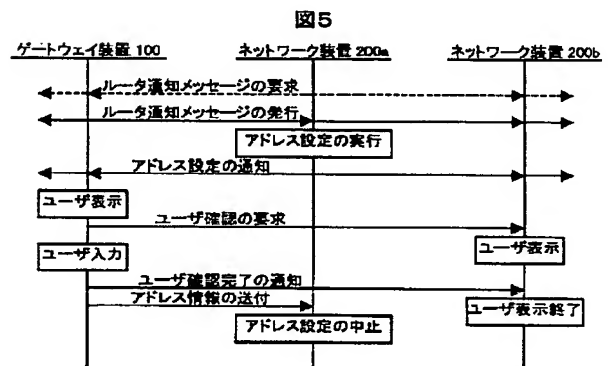 図5
ゲートウェイ装置 100
ネットワーク装置 200a
ネットワーク装置 200b
ルータ通知メッセージの要求
ルータ通知メッセージの発行
アドレス設定の実行
アドレス設定の通知
ユーザ表示
ユーザ確認の要求
ユーザ入力
ユーザ表示
ユーザ確認完了の通知
アドレス情報の送付
ユーザ表示終了
アドレス設定の中止